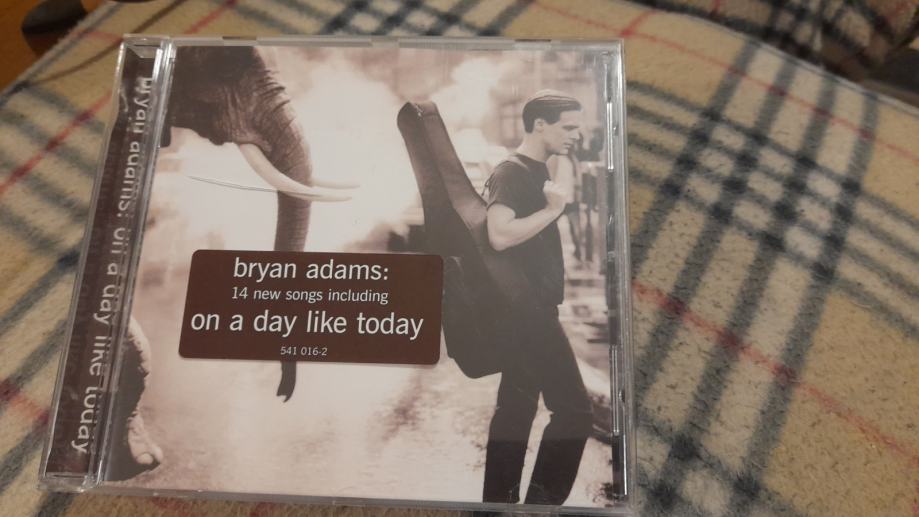 bryan adams: on a day like today
bryan adams:
14 new songs including
on a day like today
541 016-2